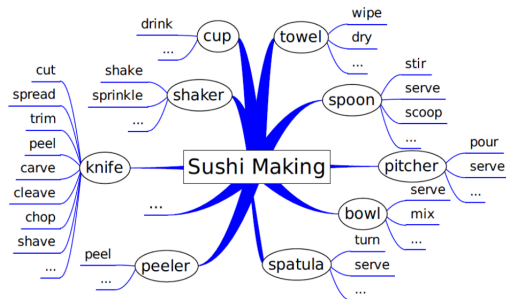 drink
...
cup
towel
wipe
dry
...
shake
sprinkle
...
shaker
spoon
stir
serve
scoop
...
cut
spread
trim
peel
carve
cleave
chop
shave
...
knife
Sushi Making
pitcher
pour
serve
...
...
bowl
serve
mix
...
peel
...
peeler
spatula
turn
serve
...